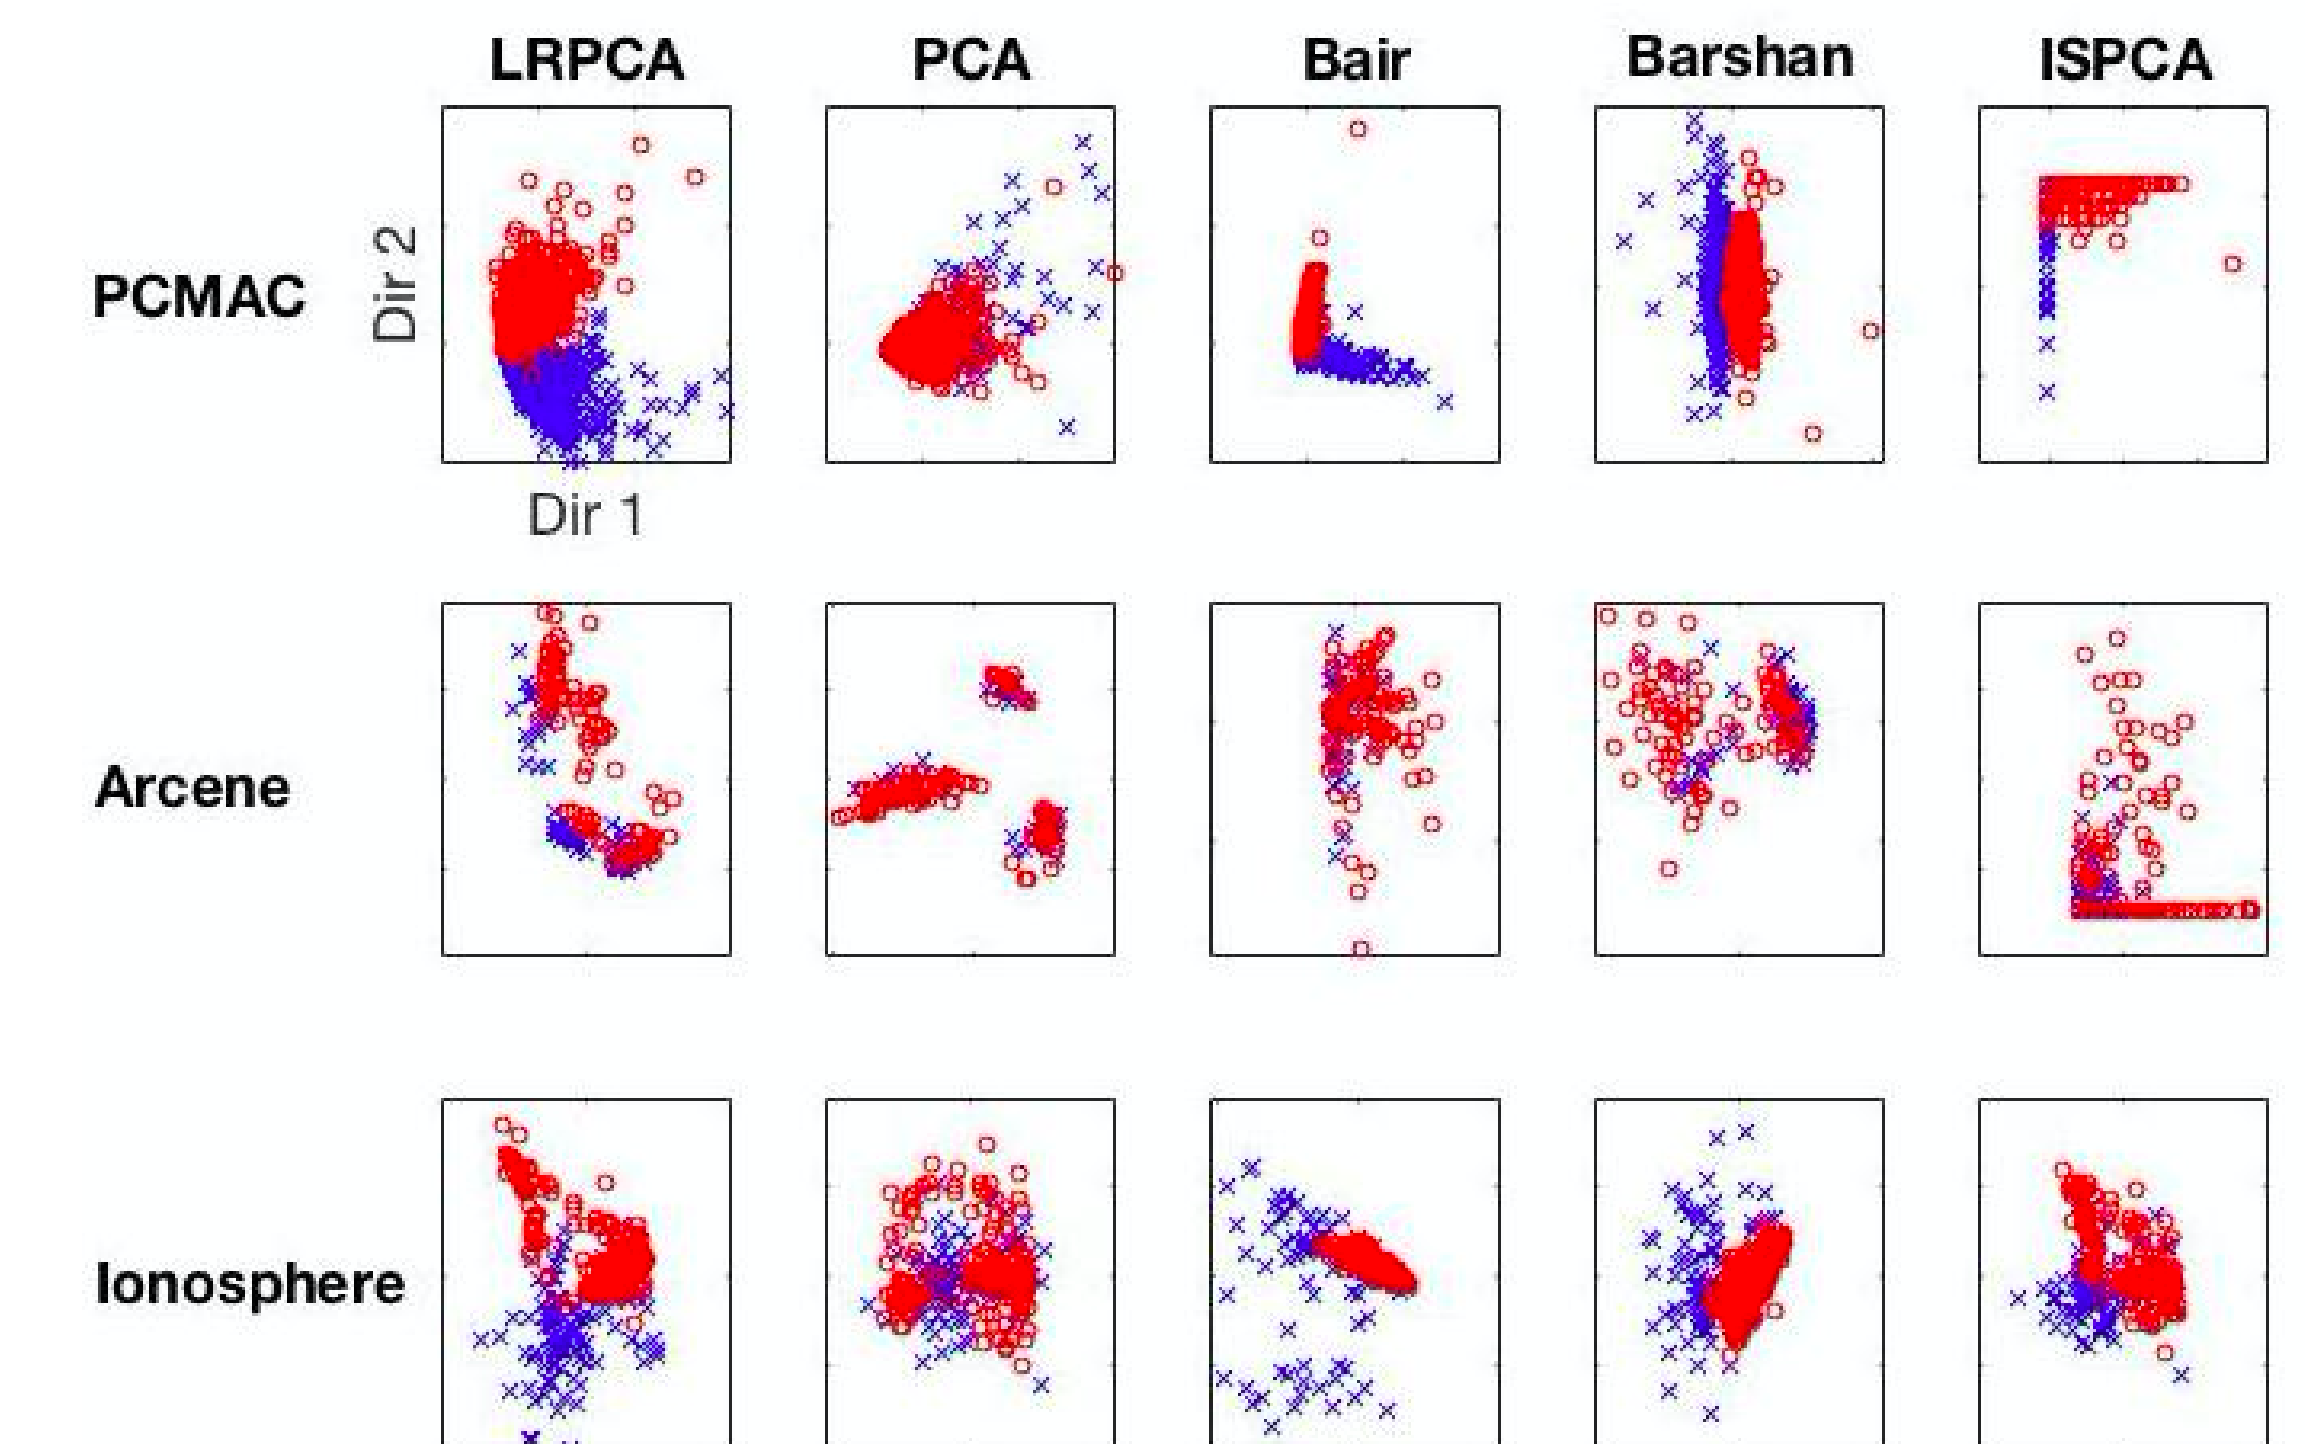 LRPCA PCA Bair Barshan ISPCA
PCMAC
Dir 2
Dir 1
Arcene
Ionosphere